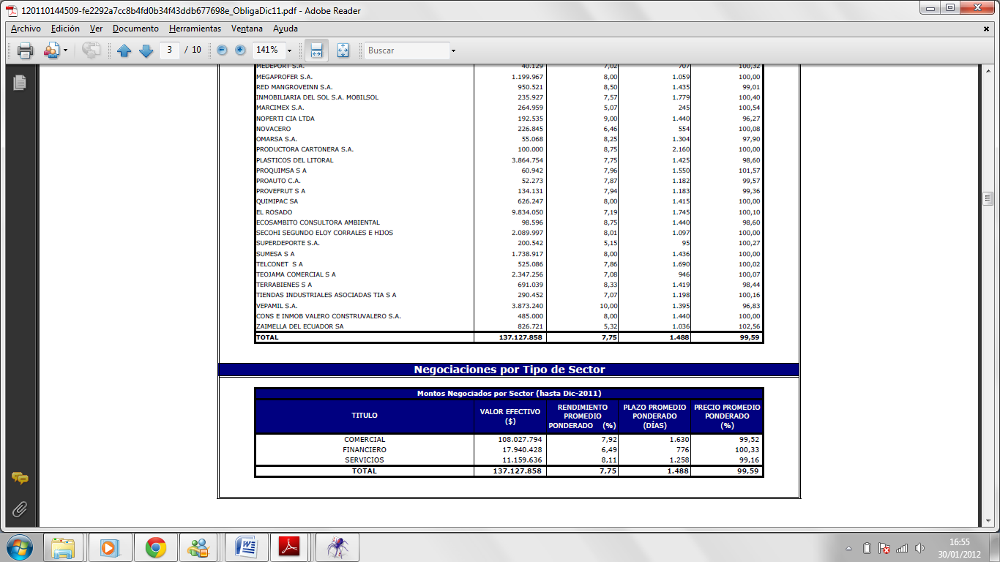 120110144509-fe2292a7cc8b4fd0b34f43ddb677698e_ObligaDic11.pdf - Adobe Reader
Archivo Edición Ver Documento Herramientas Ventana Ayuda
3 / 10 141% Buscar
MEDEPORT S.A. 40.129 7,02 707 100,32
MEGAPROFER S.A. 1.199.967 8,00 1.059 100,00
RED MANGROVEINN S.A. 950.521 8,50 1.435 99,01
INMOBILIARIA DEL SOL S.A. MOBILSOL 235.927 7,57 1.779 100,40
MARCIMEX S.A. 264.959 5,07 245 100,54
NOPERTI CIA LTDA 192.535 9,00 1.440 96,27
NOVACERO 226.845 6,46 554 100,08
OMARSA S.A. 55.068 8,25 1.304 97,90
PRODUCTORA CARTONERA S.A. 100.000 8,75 2.160 100,00
PLASTICOS DEL LITORAL 3.864.754 7,75 1.425 98,60
PROQUIMSA S A 60.942 7,96 1.550 101,57
PROAUTO C.A. 52.273 7,87 1.182 99,57
PROVEFRUT S A 134.131 7,94 1.183 99,36
QUIMIPAC SA 626.247 8,00 1.415 100,00
EL ROSADO 9.834.050 7,19 1.745 100,10
ECOSAMBITO CONSULTORA AMBIENTAL 98.596 8,75 1.440 98,60
SECOHI SEGUNDO ELOY CORRALES E HIJOS 2.089.997 8,01 1.097 100,00
SUPERDEPORTE S.A. 200.542 5,15 95 100,27
SUMESA S A 1.738.917 8,00 1.436 100,00
TELCONET S A 525.086 7,86 1.690 100,02
TEOJAMA COMERCIAL S A 2.347.256 7,08 946 100,07
TERRABIENES S A 691.039 8,33 1.419 98,44
TIENDAS INDUSTRIALES ASOCIADAS TIA S A 290.452 7,07 1.198 100,16
VEPAMIL S.A. 3.873.240 10,00 1.395 96,83
CONS E INMOB VALERO CONSTRUVALERO S.A. 485.000 8,00 1.440 100,00
ZAIMELLA DEL ECUADOR SA 826.721 5,32 1.036 102,56
TOTAL 137.127.858 7,75 1.488 99,59
Negociaciones por Tipo de Sector
Montos Negociados por Sector (hasta Dic-2011)
TITULO VALOR EFECTIVO ($) RENDIMIENTO PROMEDIO PONDERADO (%) PLAZO PROMEDIO PONDERADO (DÍAS) PRECIO PROMEDIO PONDERADO (%)
COMERCIAL 108.027.794 7,92 1.630 99,52
FINANCIERO 17.940.428 6,49 776 100,33
SERVICIOS 11.159.636 8,11 1.258 99,16
TOTAL 137.127.858 7,75 1.488 99,59
16:55
30/01/2012